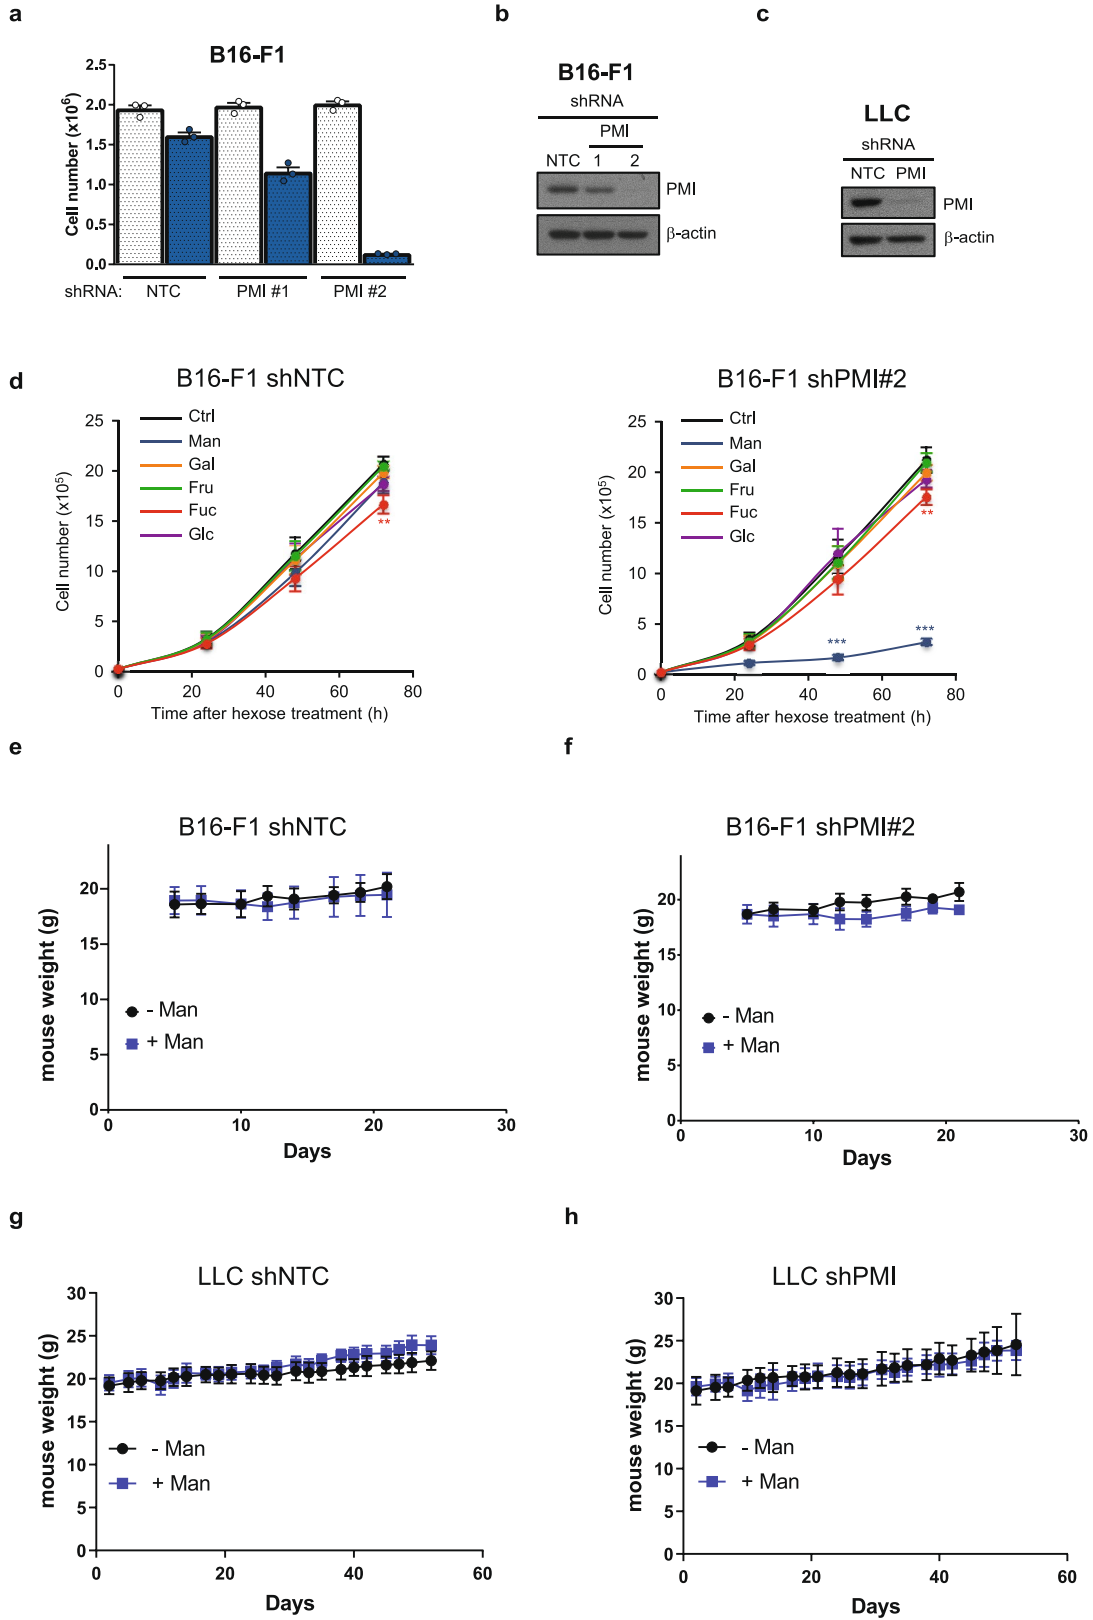 a
B16-F1
Cell number (x10⁶)
2.5
2.0
1.5
1.0
0.5
0.0
shRNA:
NTC
PMI #1
PMI #2
b
B16-F1
shRNA
PMI
NTC
1
2
PMI
β-actin
c
LLC
shRNA
NTC
PMI
PMI
β-actin
d
B16-F1 shNTC
Cell number (x10⁵)
25
20
15
10
5
0
Ctrl
Man
Gal
Fru
Fuc
Glc
**
0
20
40
60
80
Time after hexose treatment (h)
B16-F1 shPMI#2
Cell number (x10⁵)
25
20
15
10
5
0
Ctrl
Man
Gal
Fru
Fuc
Glc
**
***
***
0
20
40
60
80
Time after hexose treatment (h)
e
B16-F1 shNTC
mouse weight (g)
20
15
10
5
0
- Man
+ Man
0
10
20
30
Days
f
B16-F1 shPMI#2
mouse weight (g)
20
15
10
5
0
- Man
+ Man
0
10
20
30
Days
g
LLC shNTC
mouse weight (g)
30
25
20
15
10
5
0
- Man
+ Man
0
20
40
60
Days
h
LLC shPMI
mouse weight (g)
30
25
20
15
10
5
0
- Man
+ Man
0
20
40
60
Days